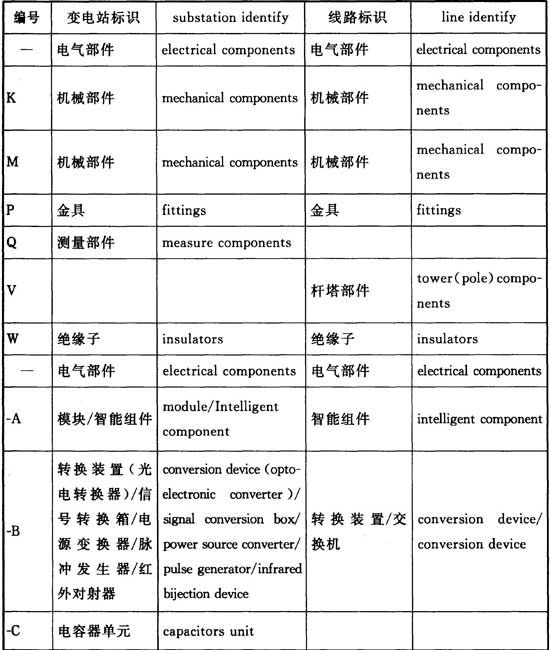 编号 变电站标识 substation identify 线路标识 line identify
— 电气部件 electrical components 电气部件 electrical components
K 机械部件 mechanical components 机械部件 mechanical compo-
nents
M 机械部件 mechanical components 机械部件 mechanical compo-
nents
P 金具 fittings 金具 fittings
Q 测量部件 measure components
V 杆塔部件 tower(pole)compo-
nents
W 绝缘子 insulators 绝缘子 insulators
— 电气部件 electrical components 电气部件 electrical components
-A 模块/智能组件 module/Intelligent
component 智能组件 intelligent component
-B
转换装置(光
电转换器)/信
号转换箱/电
源变换器/脉
冲发生器/红
外对射器
conversion device(opto-
electronic converter)/
signal conversion box/
power source converter/
pulse generator/infrared
bijection device
转换装置/交
换机
conversion device/
conversion device
-C 电容器单元 capacitors unit